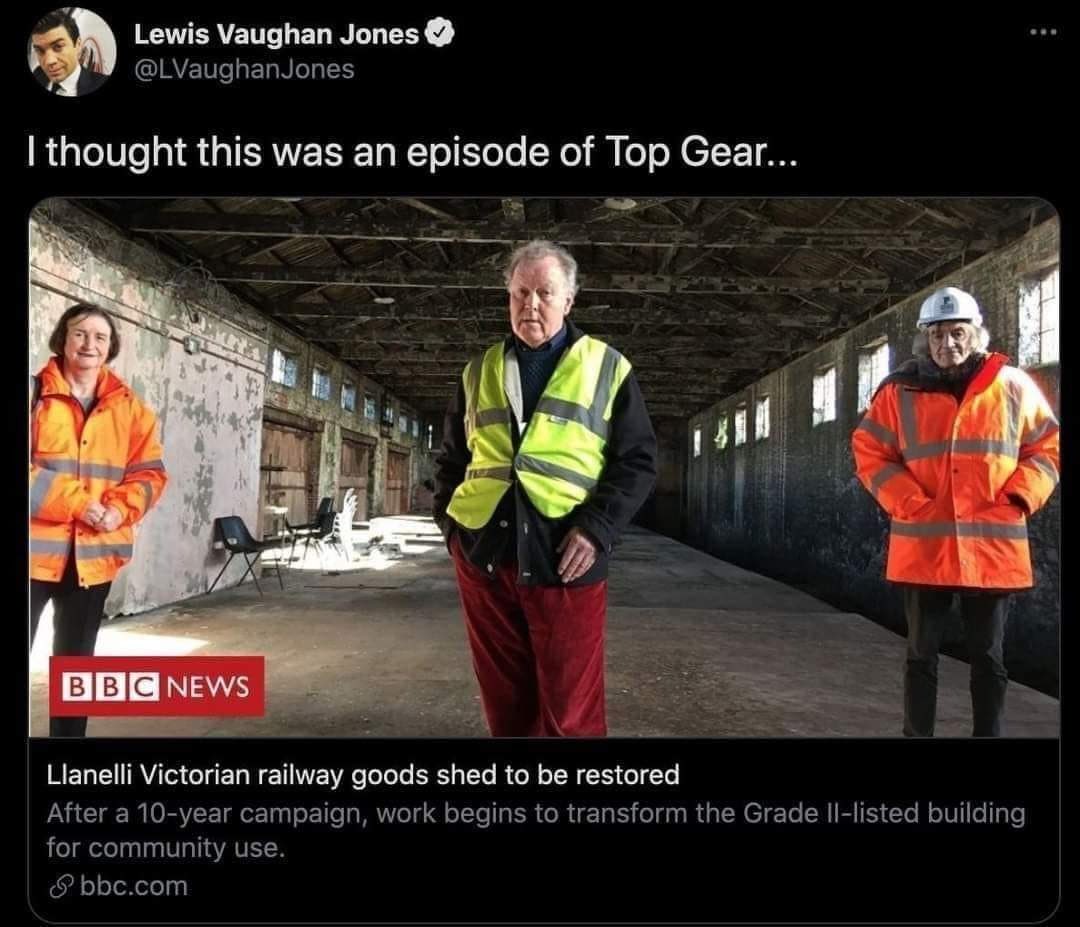 Lewis Vaughan Jones
@LVaughanJones
I thought this was an episode of Top Gear...
BBC NEWS
Llanelli Victorian railway goods shed to be restored
After a 10-year campaign, work begins to transform the Grade II-listed building
for community use.
bbc.com